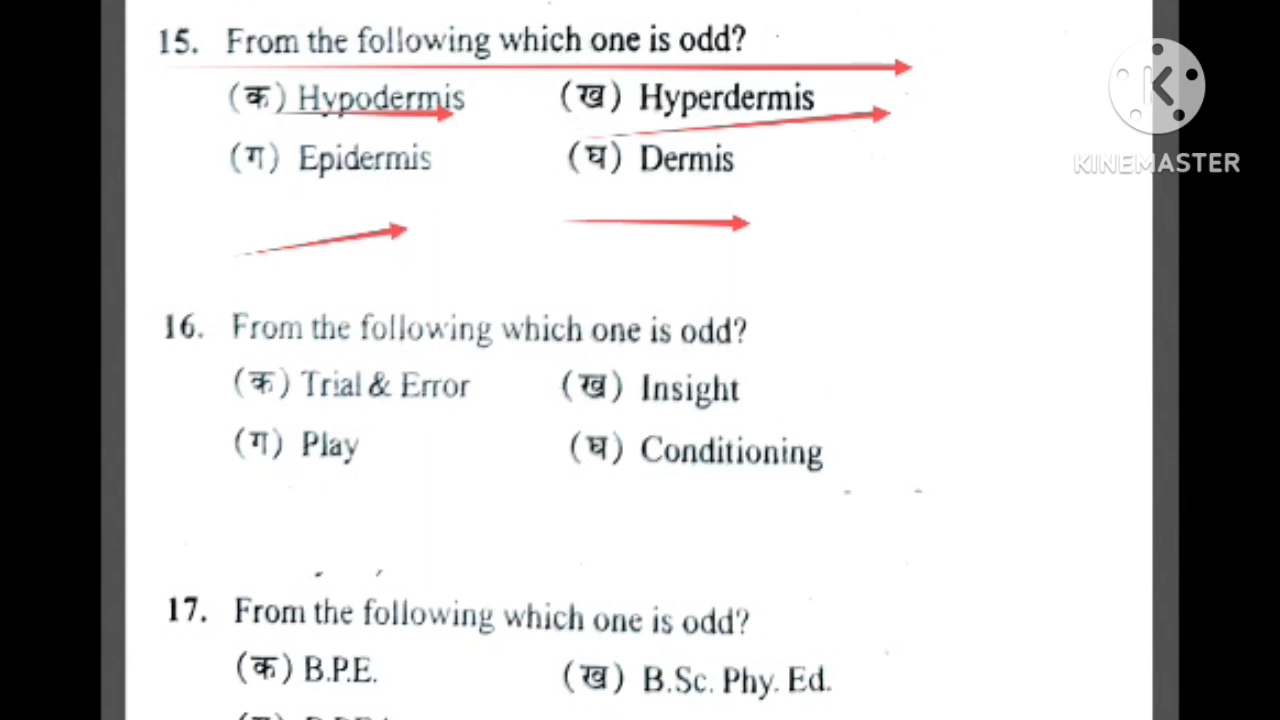 15. From the following which one is odd?
(क) Hypodermis (ख) Hyperdermis
(ग) Epidermis (घ) Dermis
KINEMASTER
16. From the following which one is odd?
(क) Trial & Error (ख) Insight
(ग) Play (घ) Conditioning
17. From the following which one is odd?
(क) B.P.E. (ख) B.Sc. Phy. Ed.